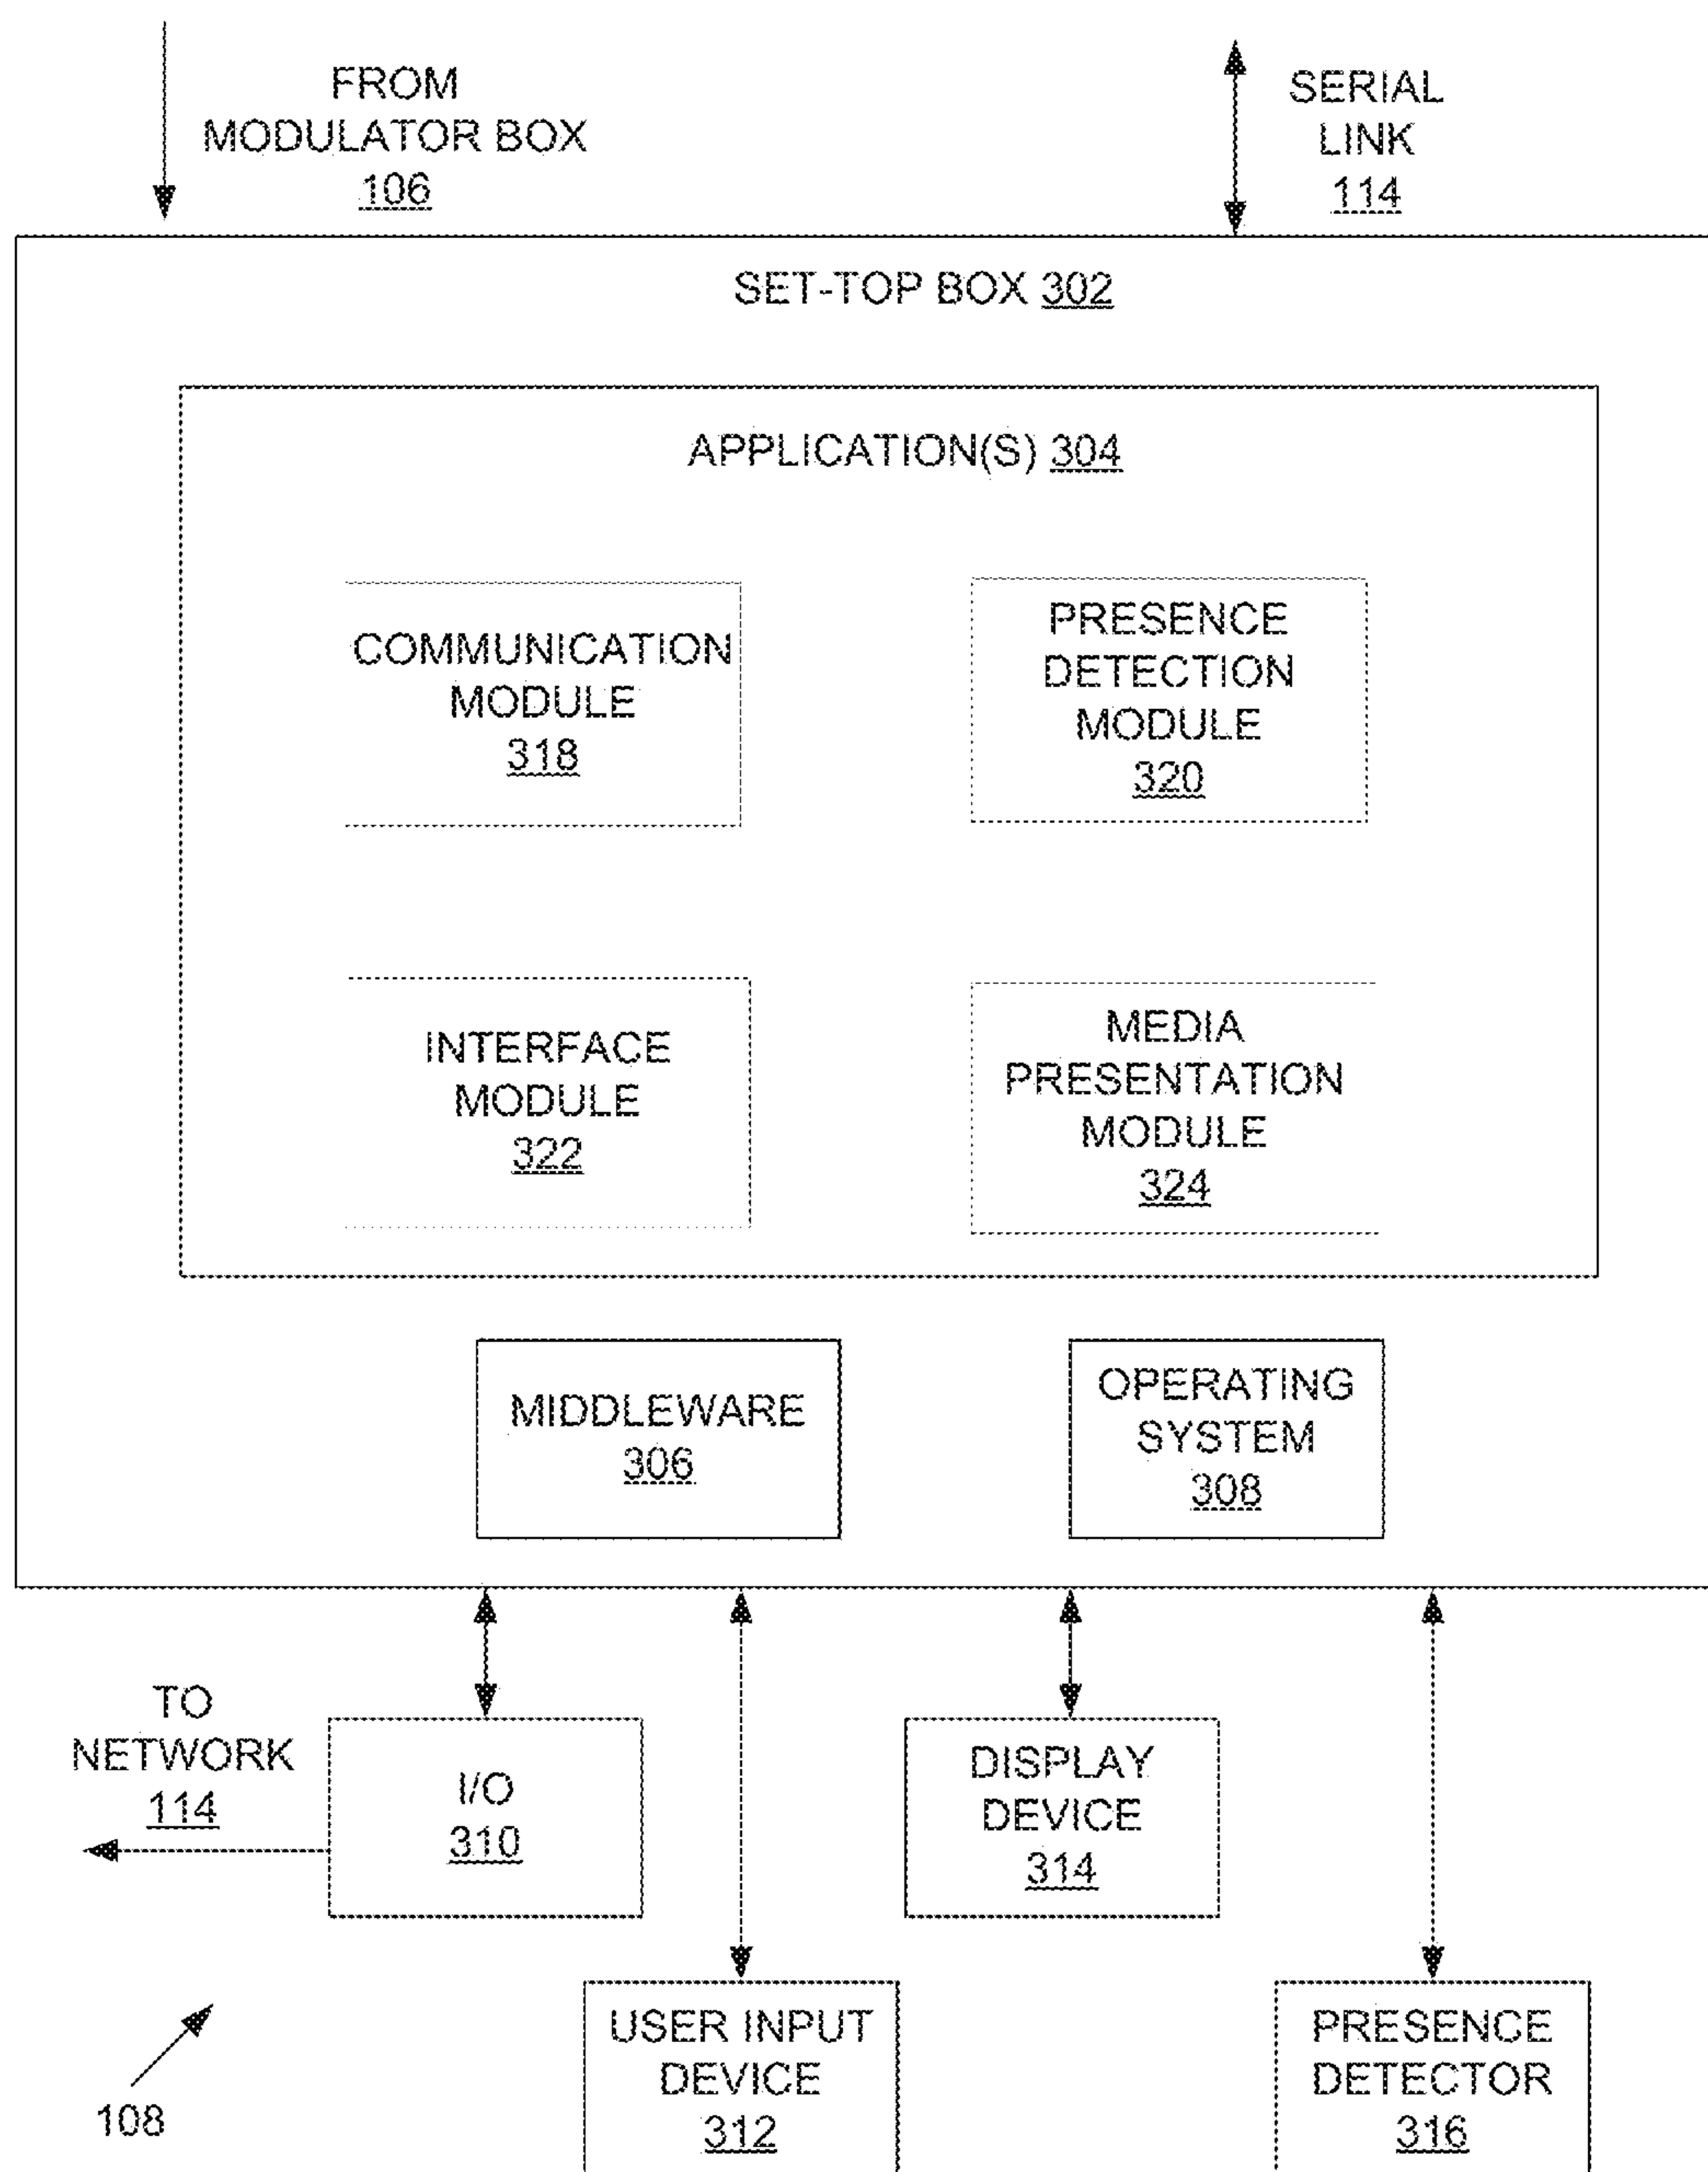 FROM
MODULATOR BOX
106
SERIAL
LINK
114
SET-TOP BOX 302
APPLICATION(S) 304
COMMUNICATION
MODULE
318
PRESENCE
DETECTION
MODULE
320
INTERFACE
MODULE
322
MEDIA
PRESENTATION
MODULE
324
MIDDLEWARE
306
OPERATING
SYSTEM
308
TO
NETWORK
114
I/O
310
DISPLAY
DEVICE
314
USER INPUT
DEVICE
312
PRESENCE
DETECTOR
316
108